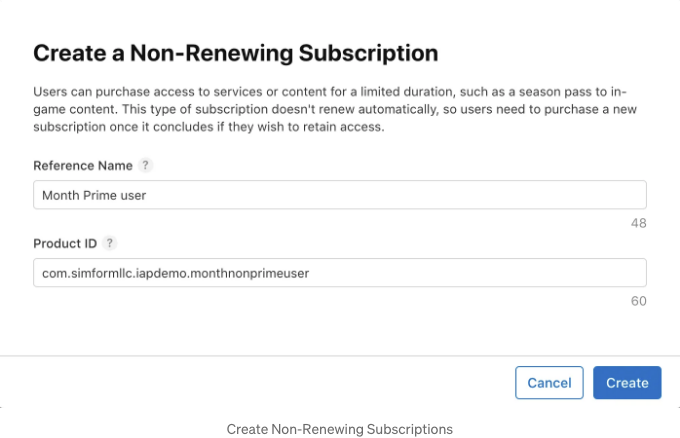 Create a Non-Renewing Subscription
Users can purchase access to services or content for a limited duration, such as a season pass to in-
game content. This type of subscription doesn't renew automatically, so users need to purchase a new
subscription once it concludes if they wish to retain access.
Reference Name ?
Month Prime user
48
Product ID ?
com.simformllc.iapdemo.monthnonprimeuser
60
Cancel Create
Create Non-Renewing Subscriptions